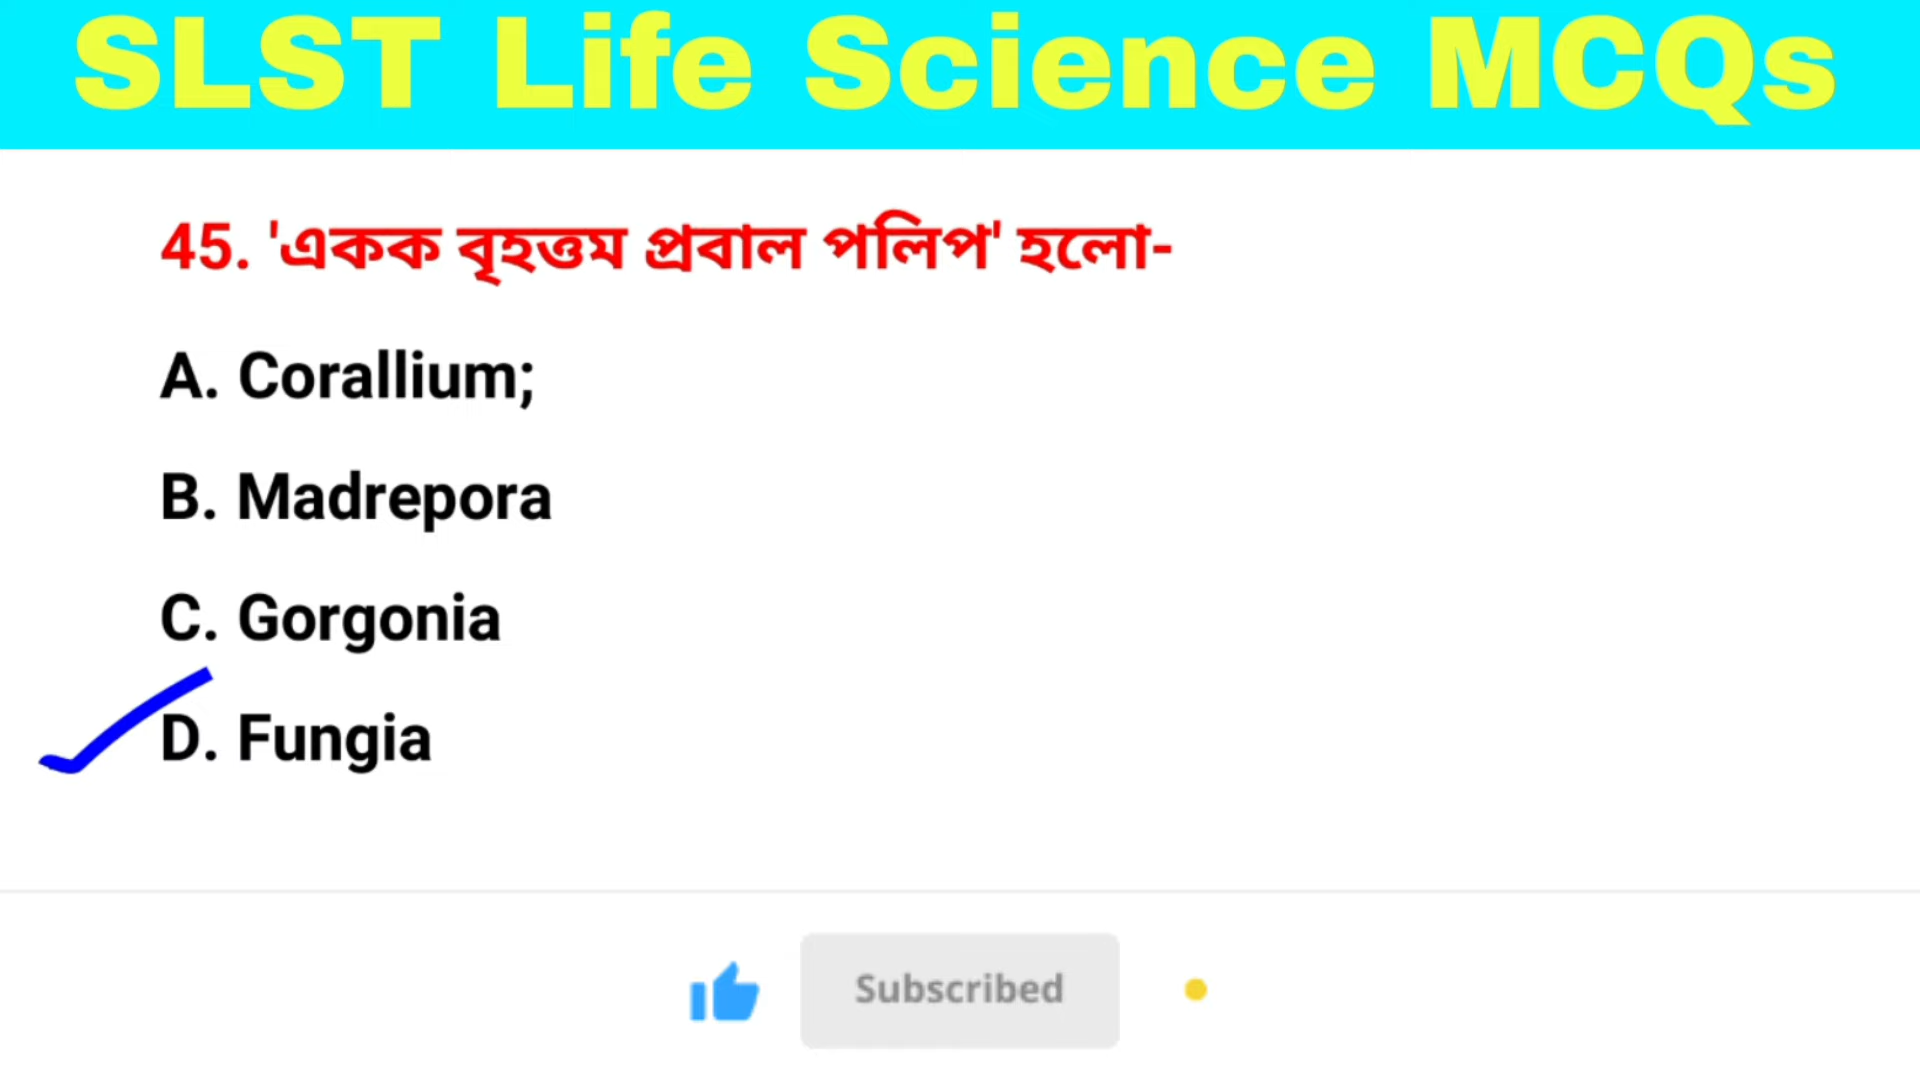 SLST Life Science MCQs
45. 'একক বৃহত্তম প্রবাল পলিপ' হলো-
A. Corallium;
B. Madrepora
C. Gorgonia
D. Fungia
Subscribed